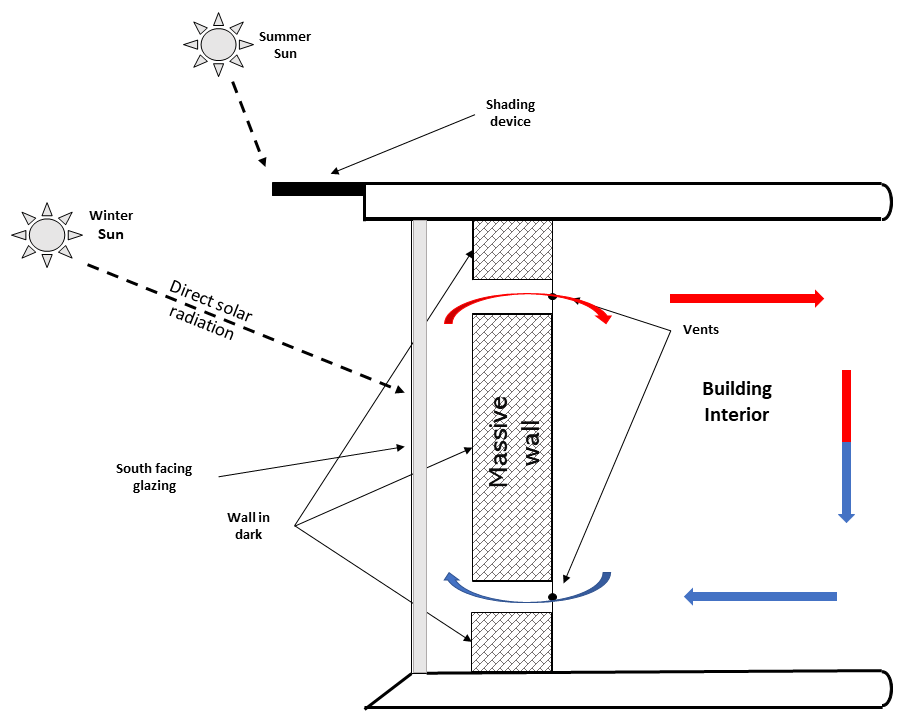 Summer
Sun
Shading
device
Winter
Sun
Direct solar
radiation
Vents
Building
Interior
Massive
wall
South facing
glazing
Wall in
dark